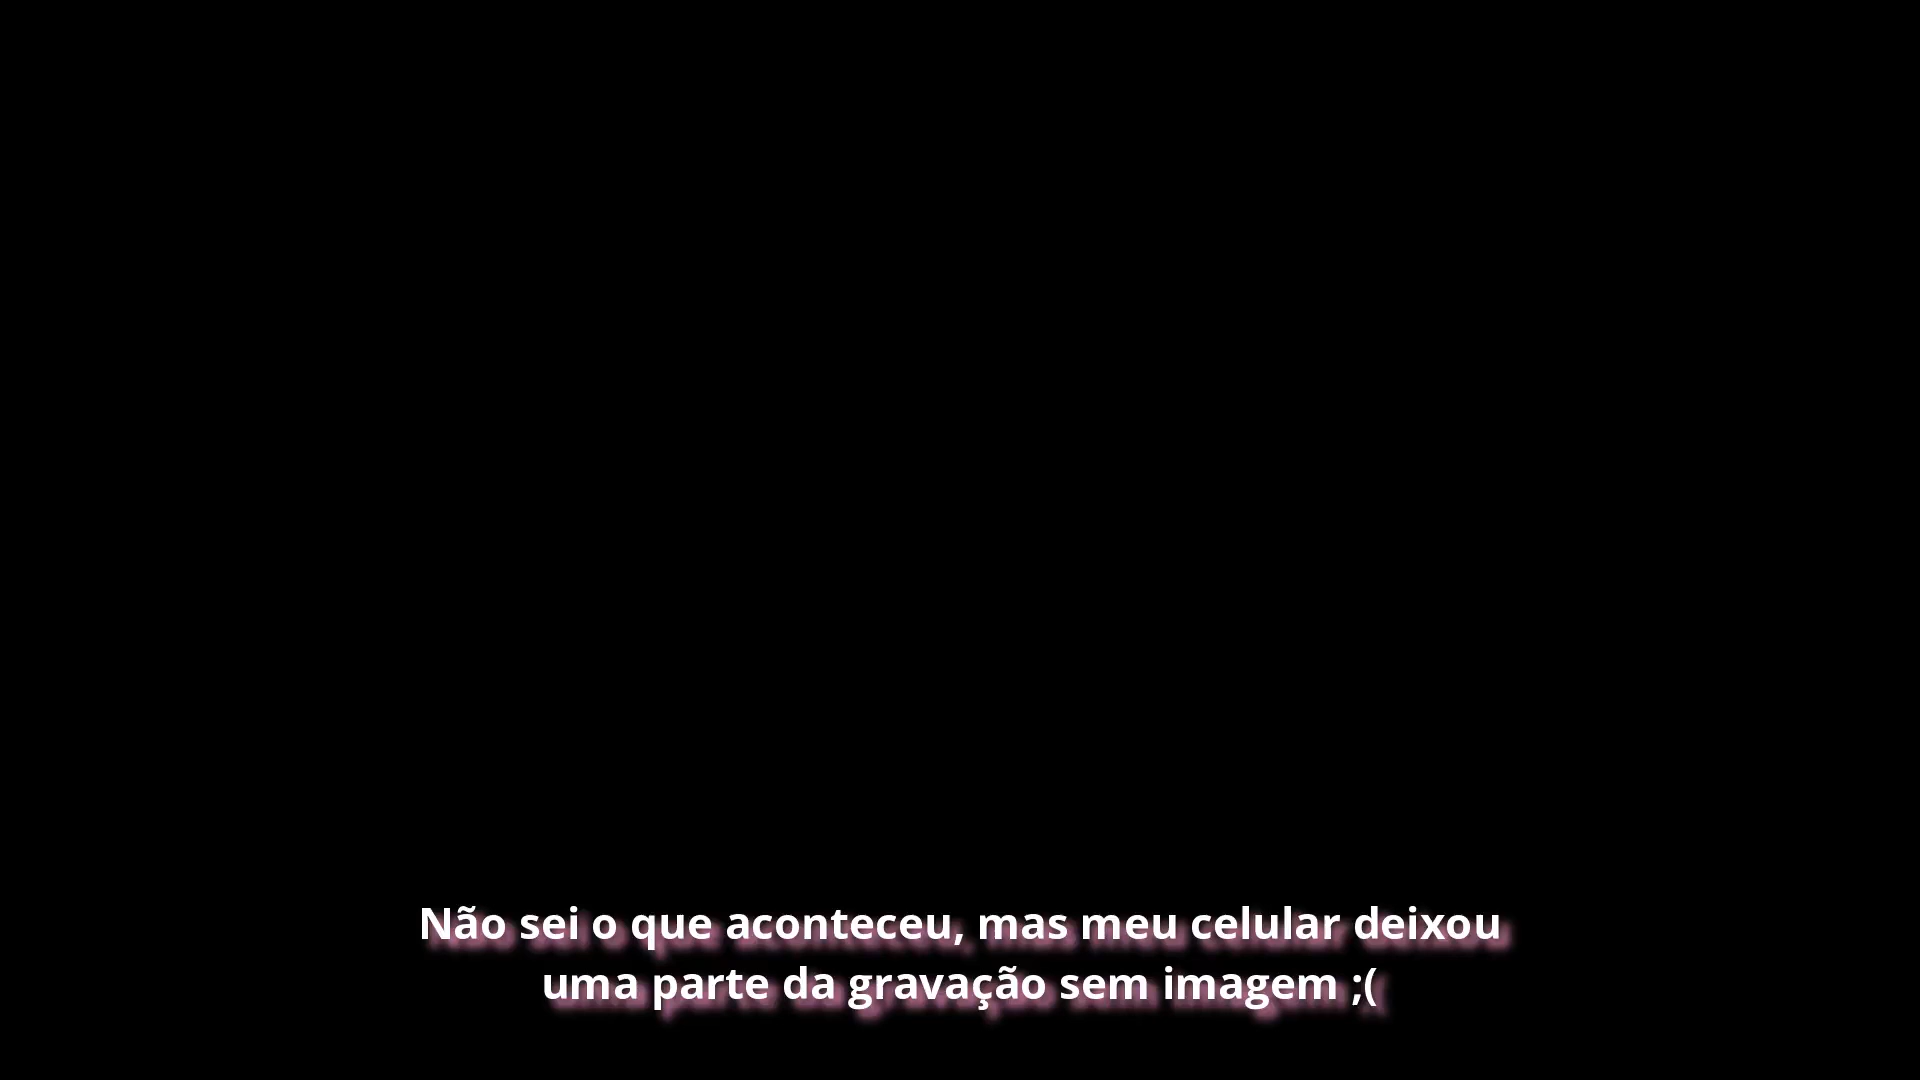 Não sei o que aconteceu, mas meu celular deixou
uma parte da gravação sem imagem ;(